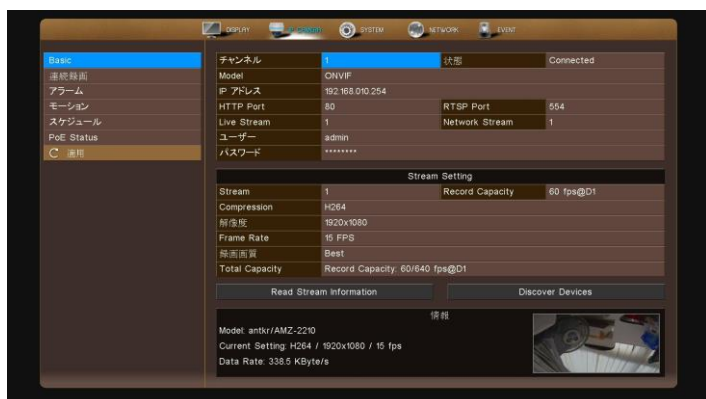 DISPLAY IP CAMERA SYSTEM NETWORK EVENT
Basic
連続録画
アラーム
モーション
スケジュール
PoE Status
適用
チャンネル 1 状態 Connected
Model ONVIF
IP アドレス 192.168.010.254
HTTP Port 80 RTSP Port 554
Live Stream 1 Network Stream 1
ユーザー admin
パスワード ********
Stream Setting
Stream 1 Record Capacity 60 fps@D1
Compression H264
解像度 1920x1080
Frame Rate 15 FPS
録画画質 Best
Total Capacity Record Capacity: 60/640 fps@D1
Read Stream Information Discover Devices
情報
Model: antkr/AMZ-2210
Current Setting: H264 / 1920x1080 / 15 fps
Data Rate: 338.5 KByte/s